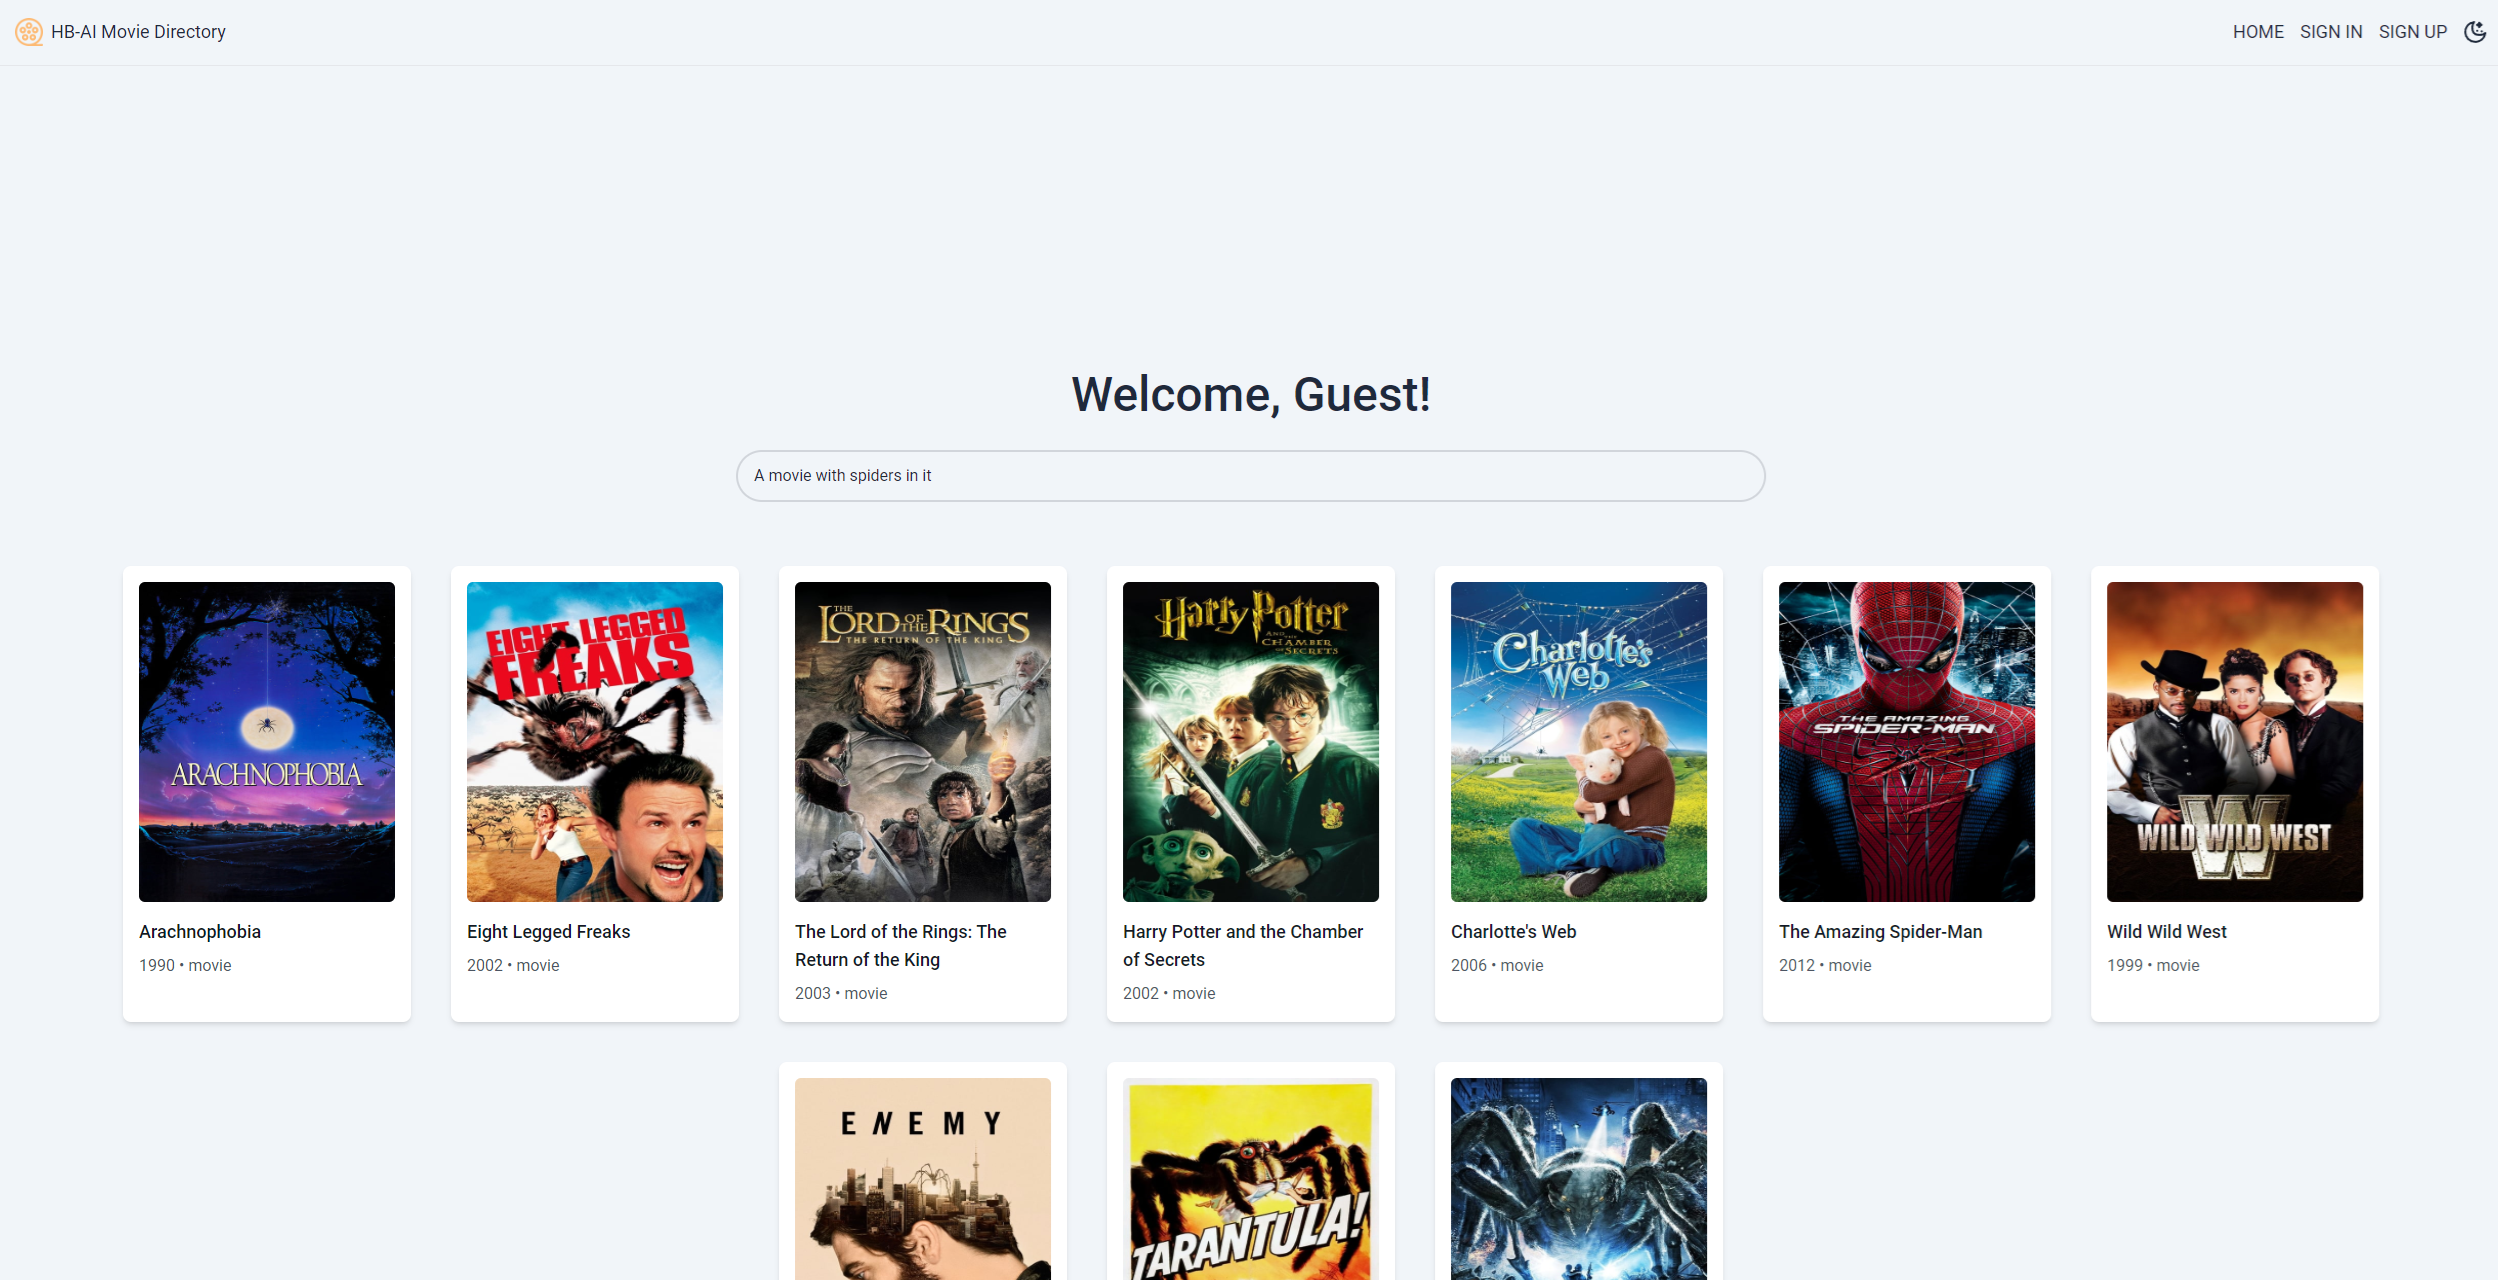 HB-AI Movie Directory
HOME SIGN IN SIGN UP
Welcome, Guest!
A movie with spiders in it
ARACHNOPHOBIA
EIGHT LEGGED
FREAKS
THE
LORD OF THE RINGS
THE RETURN OF THE KING
Harry Potter
AND THE
CHAMBER
OF SECRETS
Charlotte's
Web
THE AMAZING
SPIDER-MAN
W
WILD WILD WEST
Arachnophobia
1990 • movie
Eight Legged Freaks
2002 • movie
The Lord of the Rings: The
Return of the King
2003 • movie
Harry Potter and the Chamber
of Secrets
2002 • movie
Charlotte's Web
2006 • movie
The Amazing Spider-Man
2012 • movie
Wild Wild West
1999 • movie
ENEMY
TARANTULA!